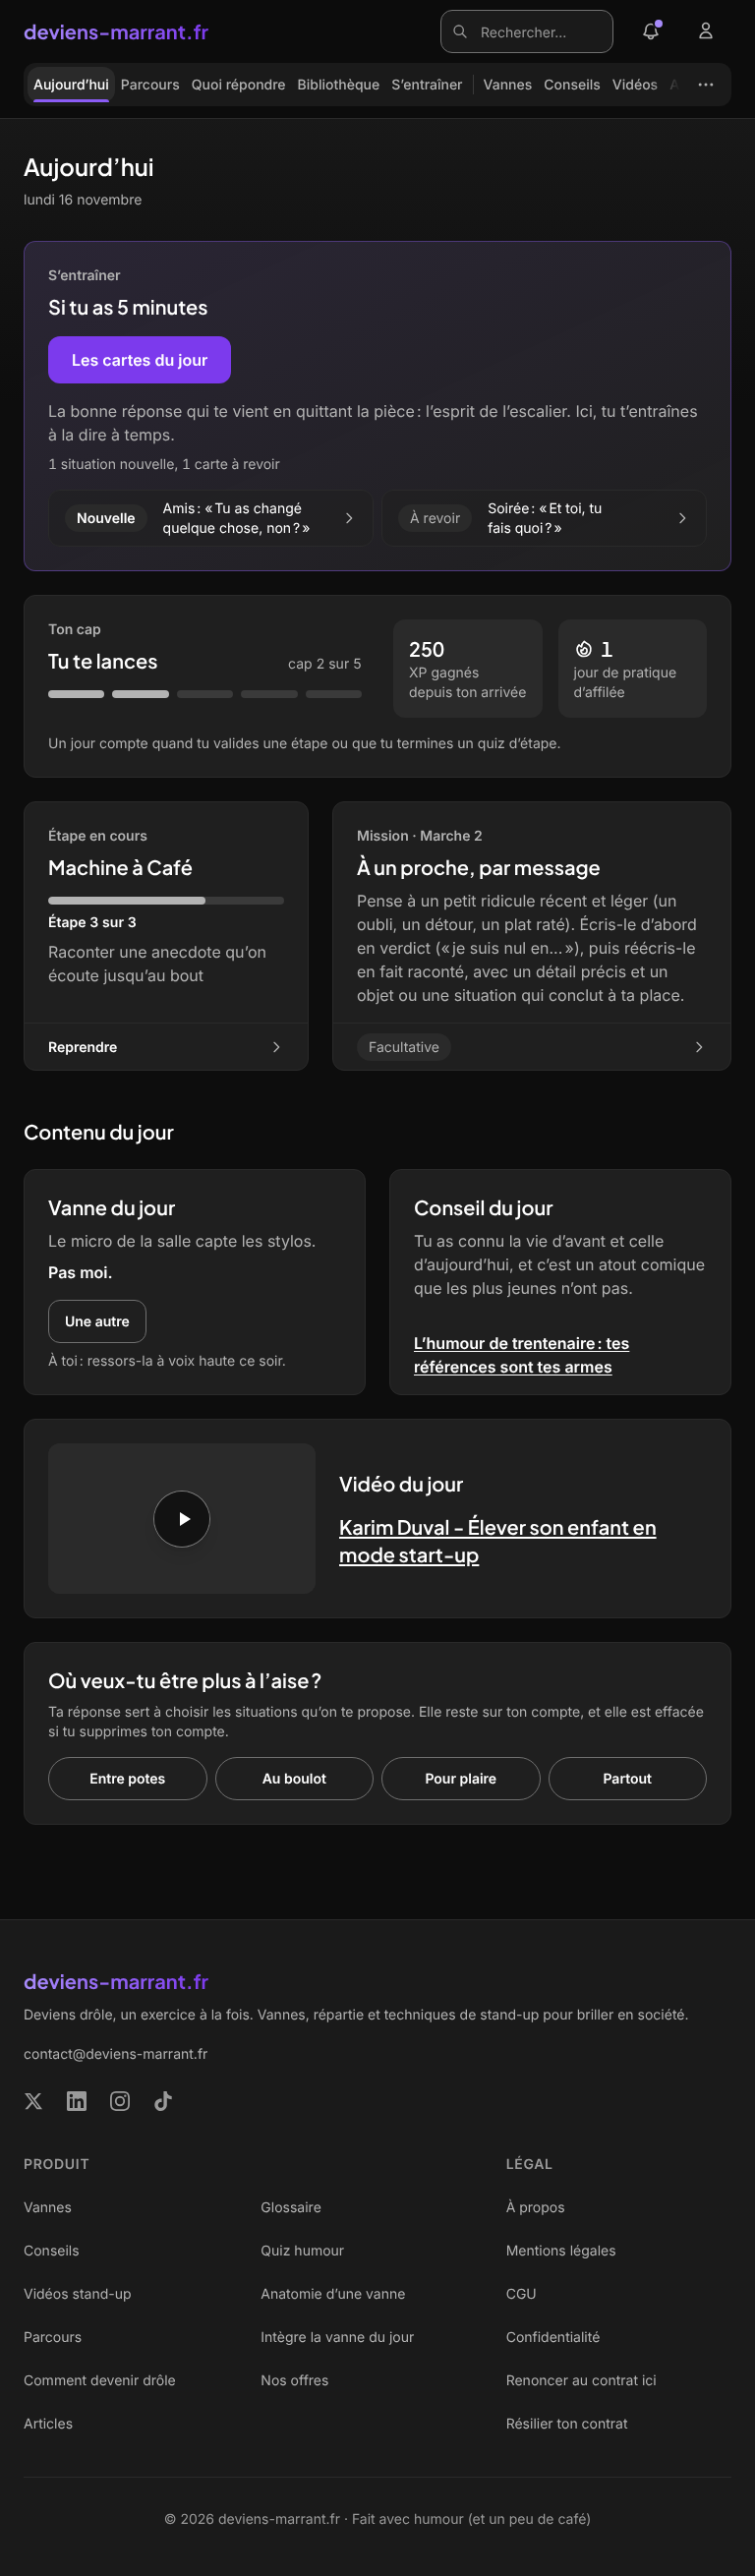 deviens-marrant.fr
Rechercher...
Aujourd’hui
Parcours
Quoi répondre
Bibliothèque
S’entraîner
Vannes
Conseils
Vidéos
Aujourd’hui
lundi 16 novembre
S’entraîner
Si tu as 5 minutes
Les cartes du jour
La bonne réponse qui te vient en quittant la pièce : l’esprit de l’escalier. Ici, tu t’entraînes
à la dire à temps.
1 situation nouvelle, 1 carte à revoir
Nouvelle
Amis : « Tu as changé
quelque chose, non ? »
À revoir
Soirée : « Et toi, tu
fais quoi ? »
Ton cap
Tu te lances
cap 2 sur 5
250
XP gagnés
depuis ton arrivée
1
jour de pratique
d’affilée
Un jour compte quand tu valides une étape ou que tu termines un quiz d’étape.
Étape en cours
Machine à Café
Étape 3 sur 3
Raconter une anecdote qu’on
écoute jusqu’au bout
Reprendre
Mission · Marche 2
À un proche, par message
Pense à un petit ridicule récent et léger (un
oubli, un détour, un plat raté). Écris-le d’abord
en verdict (« je suis nul en… »), puis réécris-le
en fait raconté, avec un détail précis et un
objet ou une situation qui conclut à ta place.
Facultative
Contenu du jour
Vanne du jour
Le micro de la salle capte les stylos.
Pas moi.
Une autre
À toi : ressors-la à voix haute ce soir.
Conseil du jour
Tu as connu la vie d’avant et celle
d’aujourd’hui, et c’est un atout comique
que les plus jeunes n’ont pas.
L’humour de trentenaire : tes
références sont tes armes
Vidéo du jour
Karim Duval - Élever son enfant en
mode start-up
Où veux-tu être plus à l’aise ?
Ta réponse sert à choisir les situations qu’on te propose. Elle reste sur ton compte, et elle est effacée
si tu supprimes ton compte.
Entre potes
Au boulot
Pour plaire
Partout
deviens-marrant.fr
Deviens drôle, un exercice à la fois. Vannes, répartie et techniques de stand-up pour briller en société.
contact@deviens-marrant.fr
PRODUIT
Vannes
Conseils
Vidéos stand-up
Parcours
Comment devenir drôle
Articles
Glossaire
Quiz humour
Anatomie d’une vanne
Intègre la vanne du jour
Nos offres
LÉGAL
À propos
Mentions légales
CGU
Confidentialité
Renoncer au contrat ici
Résilier ton contrat
© 2026 deviens-marrant.fr · Fait avec humour (et un peu de café)